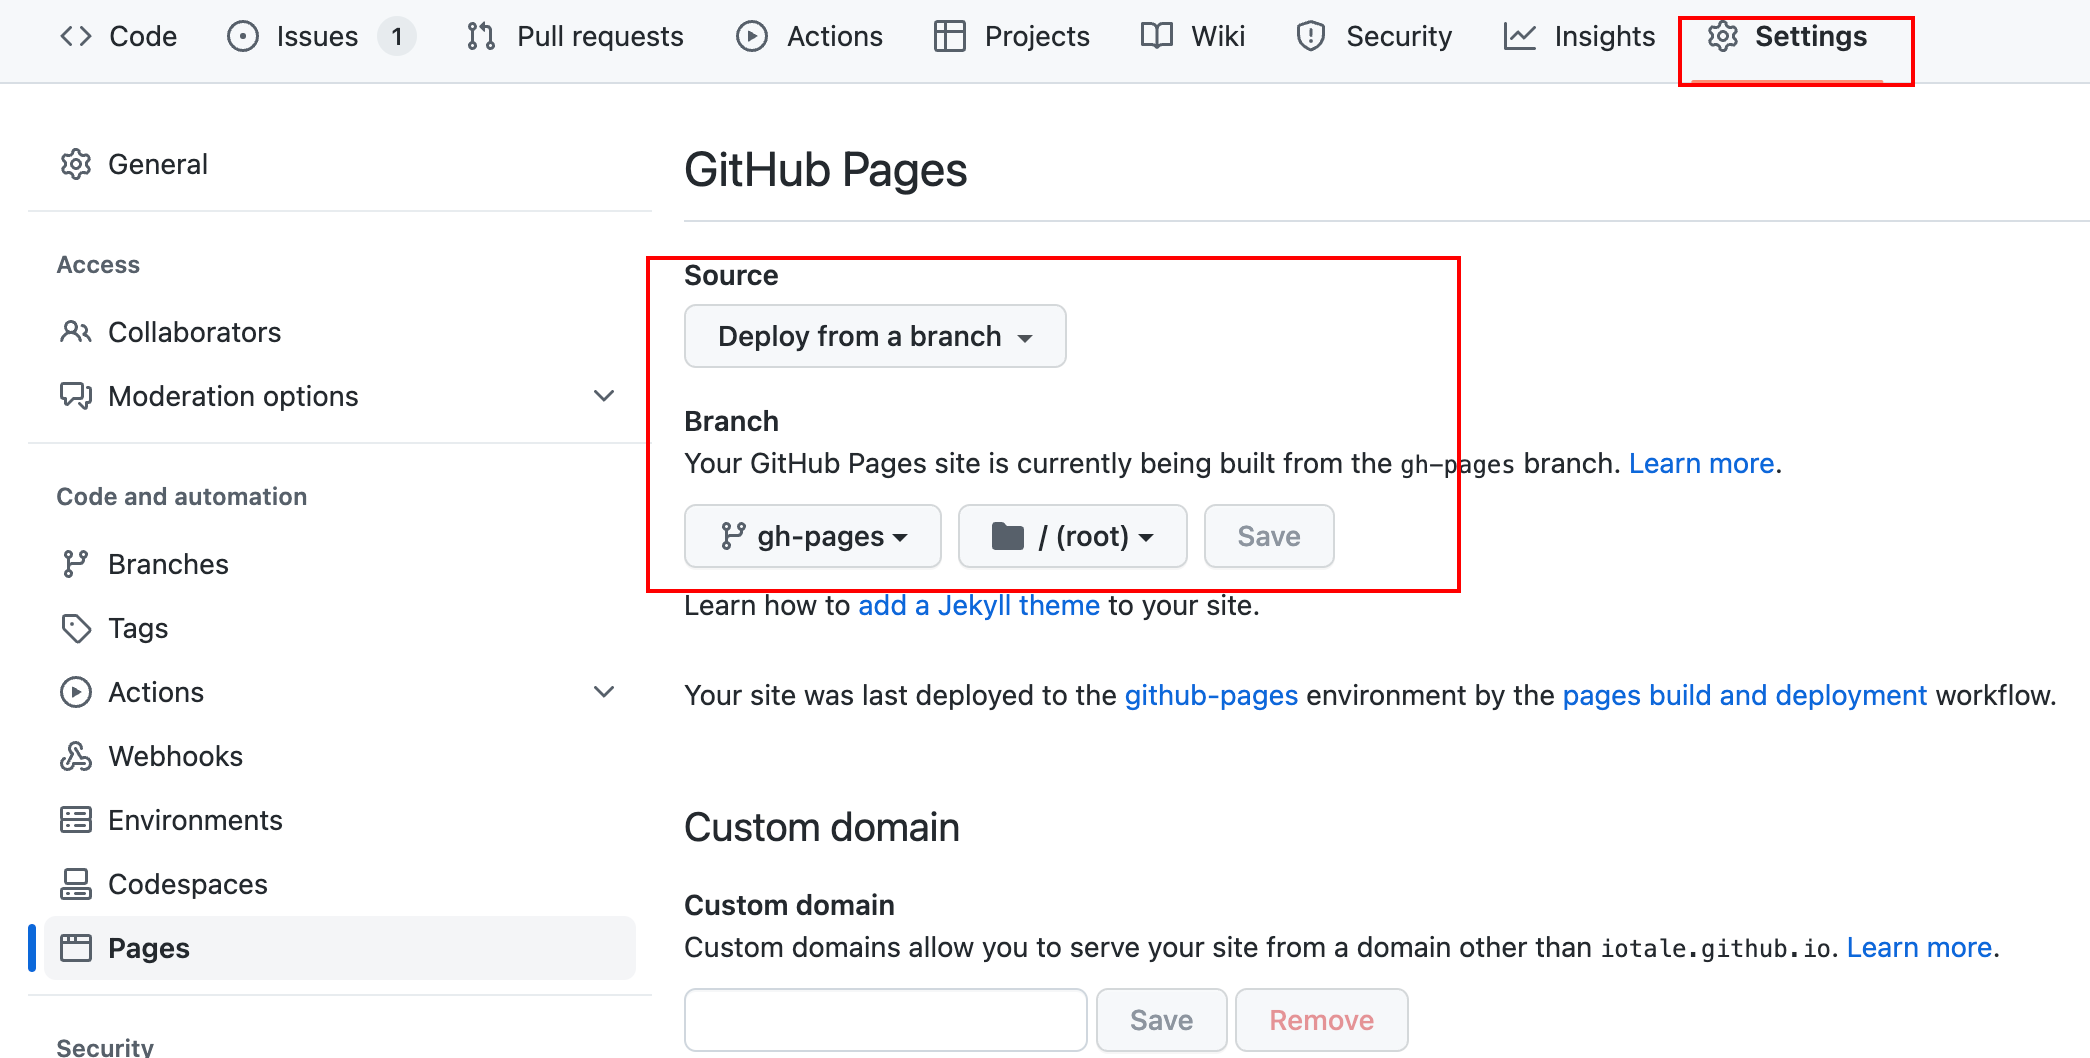 Code Issues 1 Pull requests Actions Projects Wiki Security Insights Settings
General
Access
Collaborators
Moderation options
Code and automation
Branches
Tags
Actions
Webhooks
Environments
Codespaces
Pages
Security
GitHub Pages
Source
Deploy from a branch
Branch
Your GitHub Pages site is currently being built from the gh-pages branch. Learn more.
gh-pages / (root) Save
Learn how to add a Jekyll theme to your site.
Your site was last deployed to the github-pages environment by the pages build and deployment workflow.
Custom domain
Custom domain
Custom domains allow you to serve your site from a domain other than iotale.github.io. Learn more.
Save Remove